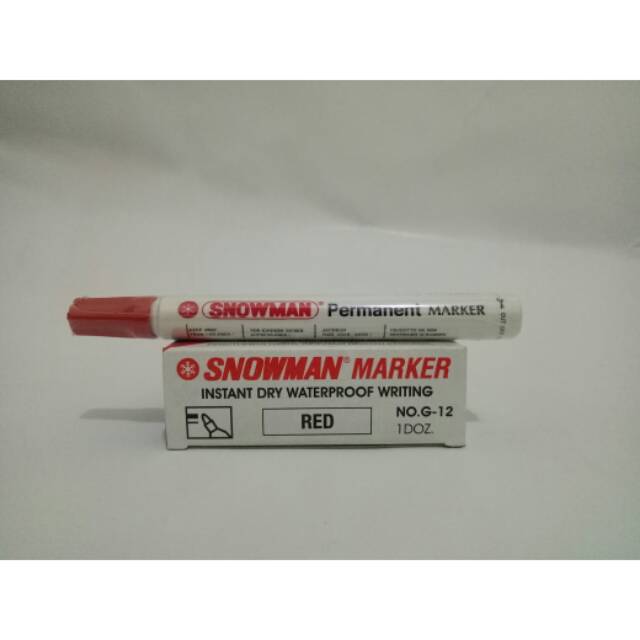 SNOWMAN® Permanent MARKER
SNOWMAN® MARKER
INSTANT DRY WATERPROOF WRITING
RED
NO.G-12
1DOZ.